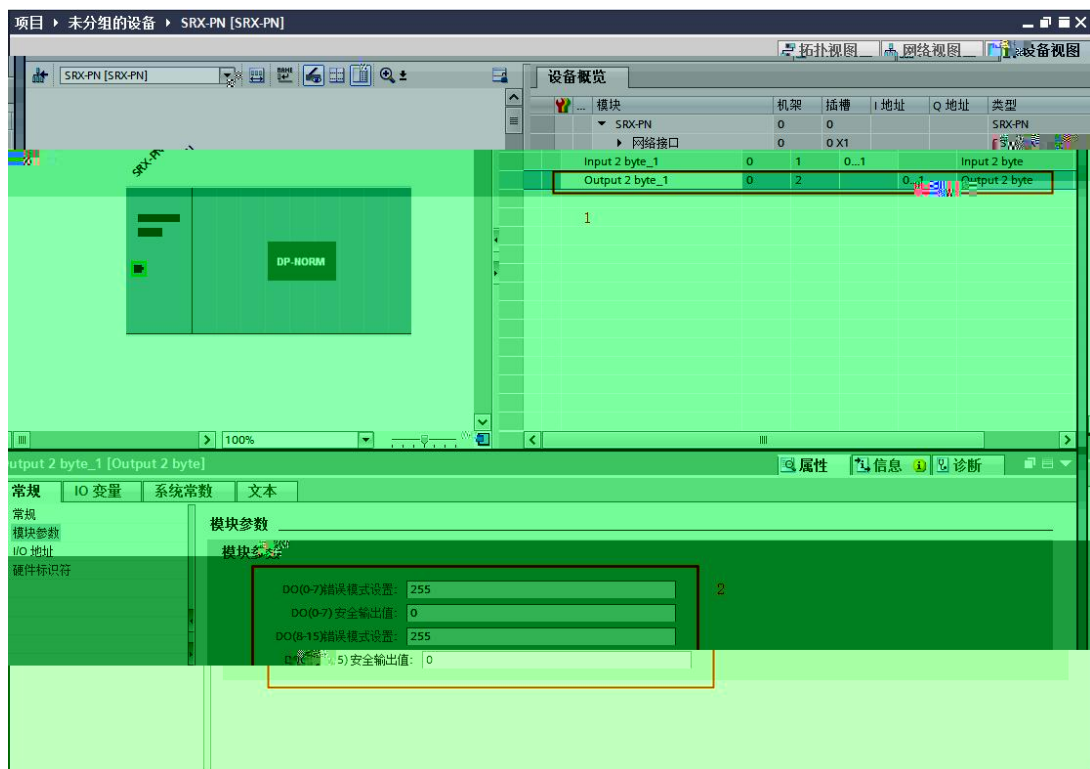 项目 ▸ 未分组的设备 ▸ SRX-PN [SRX-PN]
拓扑视图 网络视图 设备视图
SRX-PN [SRX-PN]
设备概览
... 模块 机架 插槽 I 地址 Q 地址 类型
SRX-PN 0 0 SRX-PN
网络接口 0 0 X1
Input 2 byte_1 0 1 0...1 Input 2 byte
Output 2 byte_1 0 2 Output 2 byte
1
DP-NORM
100%
utput 2 byte_1 [Output 2 byte]
属性 信息 诊断
常规 IO 变量 系统常数 文本
常规
模块参数
I/O 地址
硬件标识符
模块参数
模块参数
DO(0-7)错误模式设置: 255
2
DO(0-7) 安全输出值: 0
DO(8-15)错误模式设置: 255
5) 安全输出值: 0